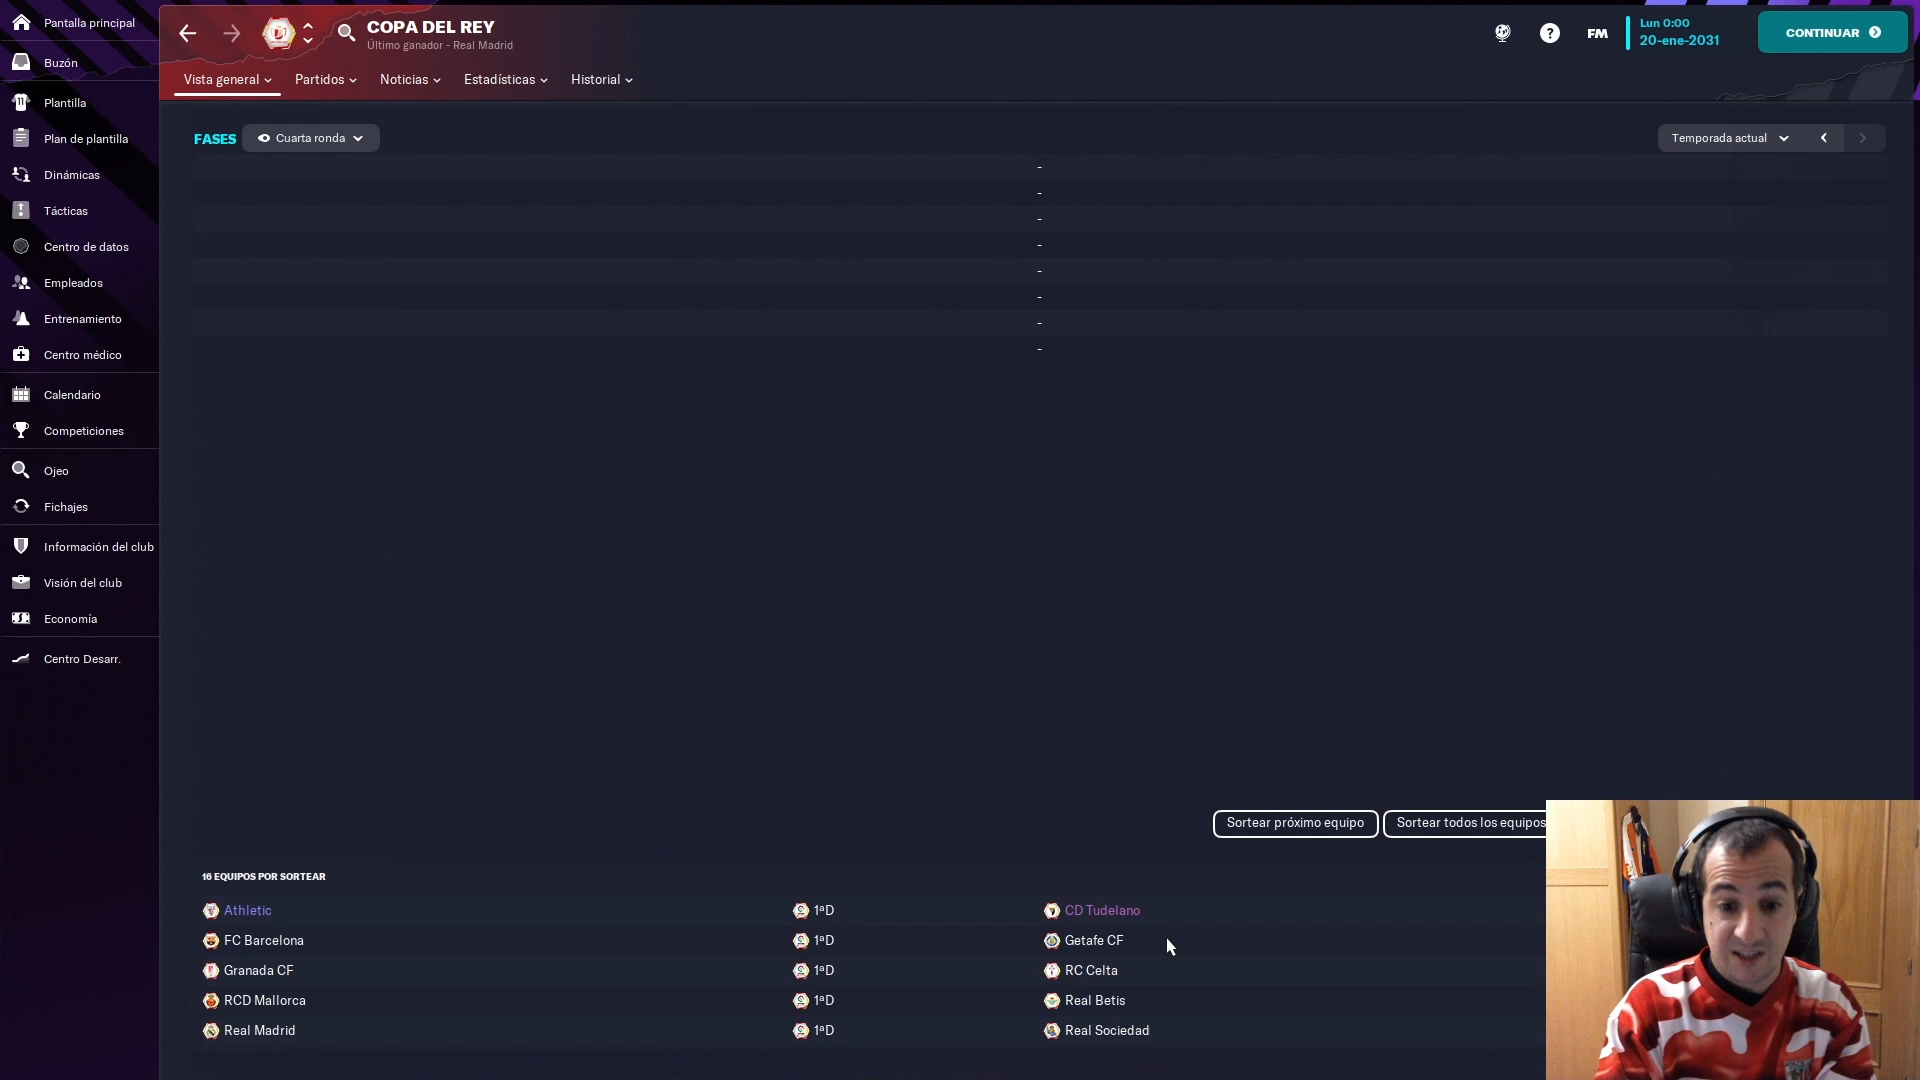 Pantalla principal
Buzón
Plantilla
Plan de plantilla
Dinámicas
Tácticas
Centro de datos
Empleados
Entrenamiento
Centro médico
Calendario
Competiciones
Ojeo
Fichajes
Información del club
Visión del club
Economía
Centro Desarr.
COPA DEL REY
Último ganador - Real Madrid
FM
Lun 0:00
20-ene-2031
CONTINUAR
Vista general
Partidos
Noticias
Estadísticas
Historial
FASES
Cuarta ronda
Temporada actual
-
-
-
-
-
-
-
-
Sortear próximo equipo
Sortear todos los equipos
16 EQUIPOS POR SORTEAR
Athletic 1ªD CD Tudelano
FC Barcelona 1ªD Getafe CF
Granada CF 1ªD RC Celta
RCD Mallorca 1ªD Real Betis
Real Madrid 1ªD Real Sociedad